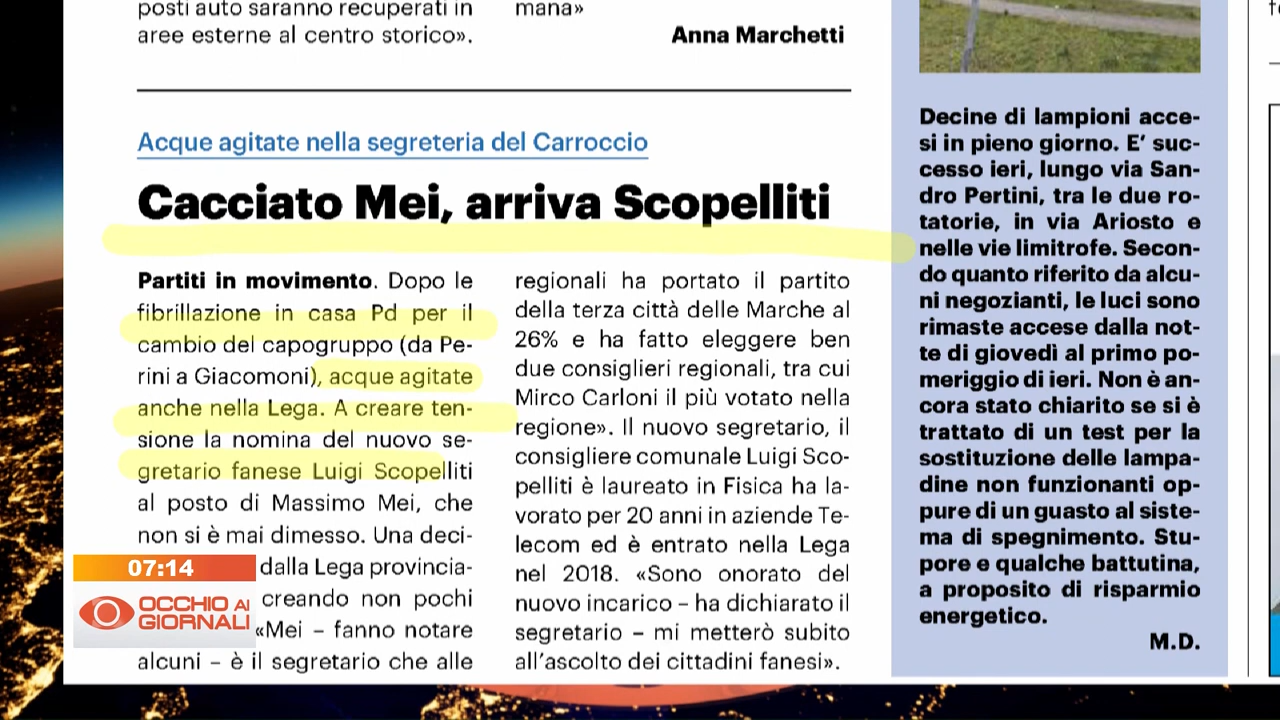 posti auto saranno recuperati in
aree esterne al centro storico».
mana»
Anna Marchetti
Acque agitate nella segreteria del Carroccio
Cacciato Mei, arriva Scopelliti
Partiti in movimento. Dopo le
fibrillazione in casa Pd per il
cambio del capogruppo (da Pe-
rini a Giacomoni), acque agitate
anche nella Lega. A creare ten-
sione la nomina del nuovo se-
gretario fanese Luigi Scopelliti
al posto di Massimo Mei, che
non si è mai dimesso. Una deci-
dalla Lega provincia-
creando non pochi
«Mei – fanno notare
alcuni – è il segretario che alle
regionali ha portato il partito
della terza città delle Marche al
26% e ha fatto eleggere ben
due consiglieri regionali, tra cui
Mirco Carloni il più votato nella
regione». Il nuovo segretario, il
consigliere comunale Luigi Sco-
pelliti è laureato in Fisica ha la-
vorato per 20 anni in aziende Te-
lecom ed è entrato nella Lega
nel 2018. «Sono onorato del
nuovo incarico – ha dichiarato il
segretario – mi metterò subito
all'ascolto dei cittadini fanesi».
Decine di lampioni acce-
si in pieno giorno. E' suc-
cesso ieri, lungo via San-
dro Pertini, tra le due ro-
tatorie, in via Ariosto e
nelle vie limitrofe. Secon-
do quanto riferito da alcu-
ni negozianti, le luci sono
rimaste accese dalla not-
te di giovedì al primo po-
meriggio di ieri. Non è an-
cora stato chiarito se si è
trattato di un test per la
sostituzione delle lampa-
dine non funzionanti op-
pure di un guasto al siste-
ma di spegnimento. Stu-
pore e qualche battutina,
a proposito di risparmio
energetico.
M.D.
07:14
OCCHIO AI
GIORNALI